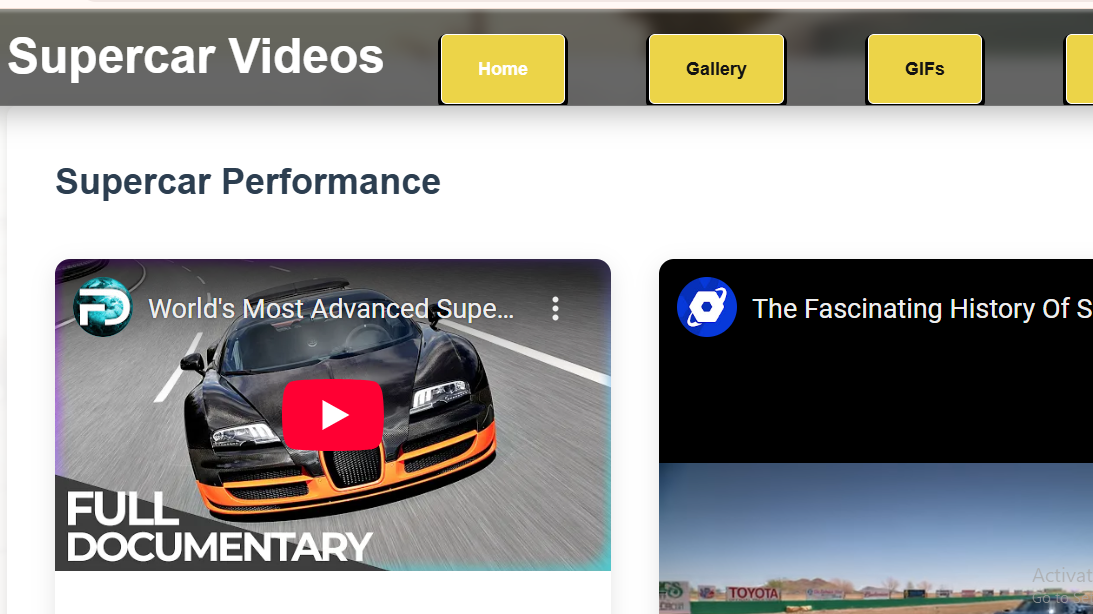 Supercar Videos
Home
Gallery
GIFs
Supercar Performance
World's Most Advanced Supe...
The Fascinating History Of S
FD
FULL
DOCUMENTARY
TOYOTA
Activat
Go to